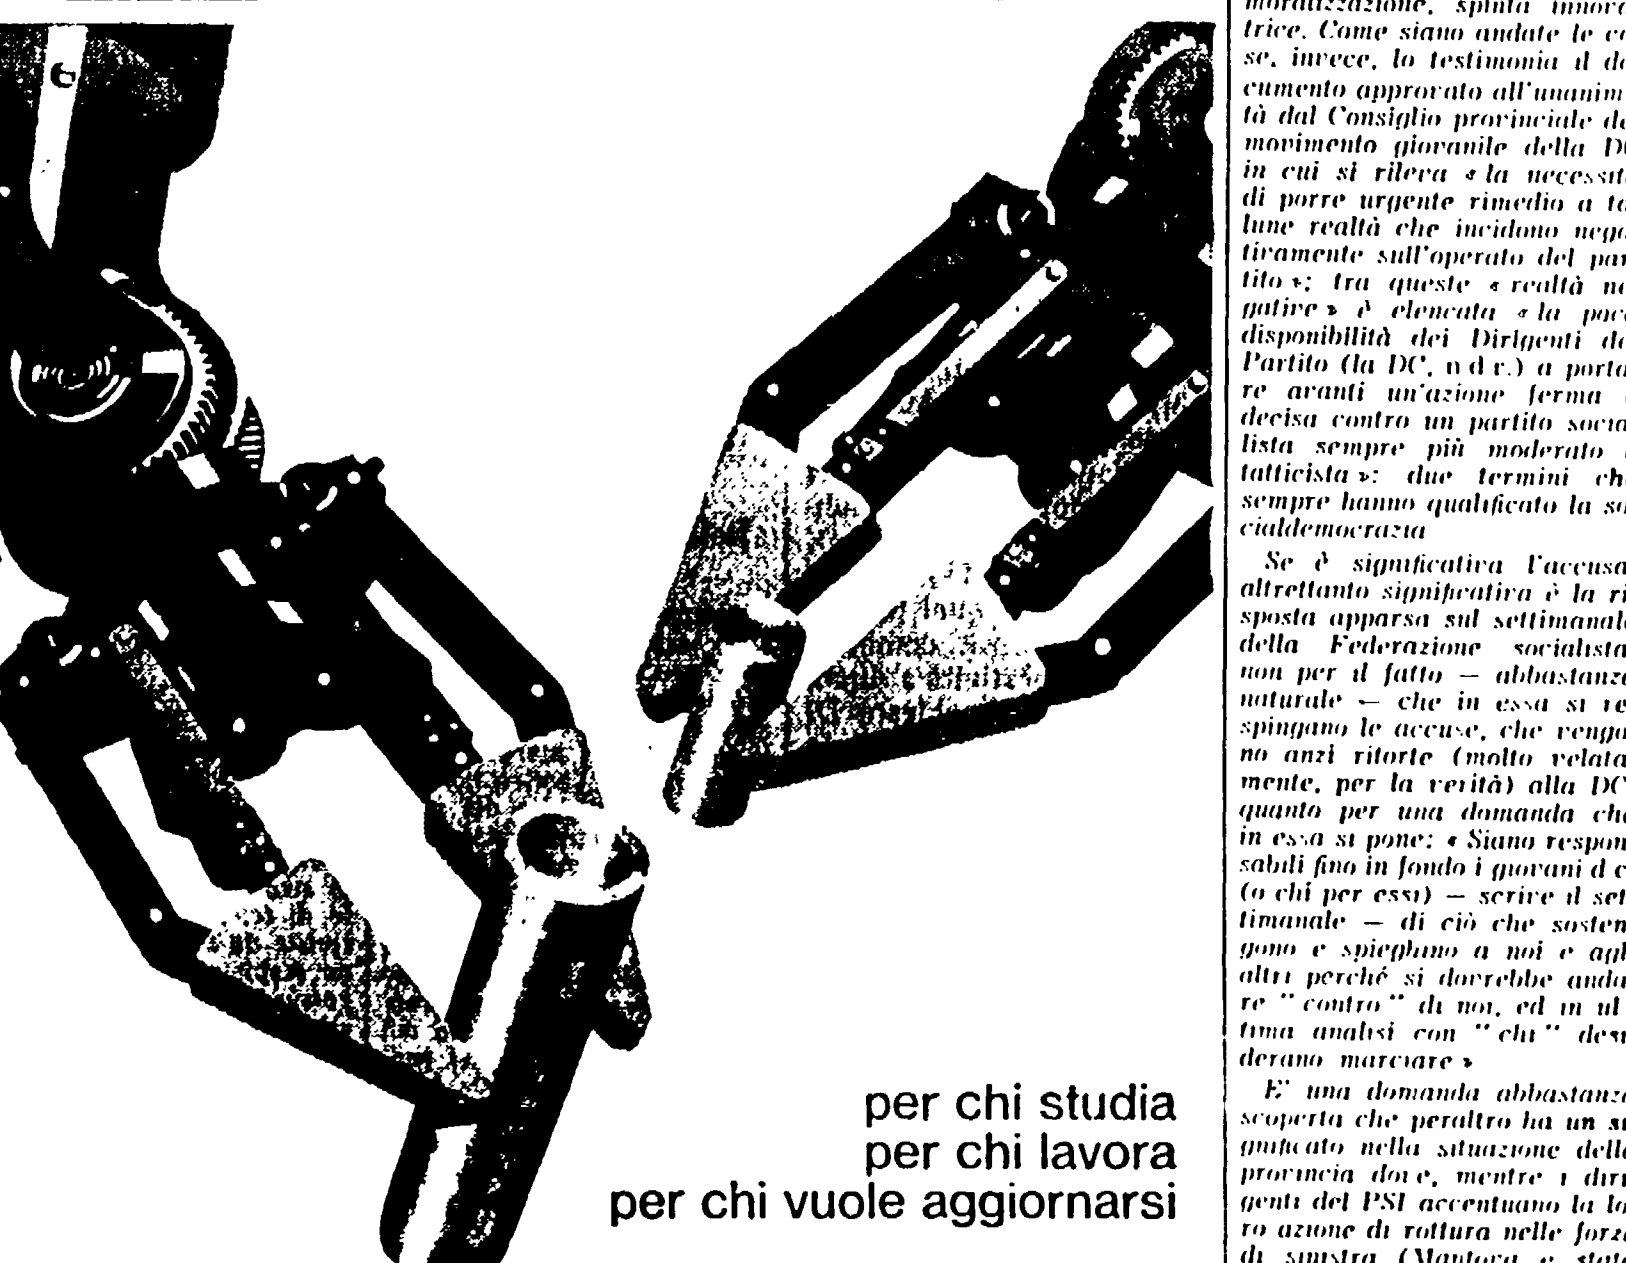 per chi studia
per chi lavora
per chi vuole aggiornarsi
moralizzazione, spinta innova
trice. Come siano andate le co
se, invece, lo testimonia il do
cumento approvato all'unanimi
tà dal Consiglio provinciale de
movimento giovanile della DC
in cui si rileva « la necessità
di porre urgente rimedio a ta
lune realtà che incidono nega
tivamente sull'operato del par
tito »; tra queste « realtà ne
gative » è elencata « la poca
disponibilità dei Dirigenti de
Partito (la DC, n d r.) a porta
re avanti un'azione ferma e
decisa contro un partito socia
lista sempre più moderato e
tatticista »: due termini che
sempre hanno qualificato la so
cialdemocrazia
Se è significativa l'accusa
altrettanto significativa è la ri
sposta apparsa sul settimanale
della Federazione socialista
non per il fatto — abbastanza
naturale — che in essa si re
spingano le accuse, che vengo
no anzi ritorte (molto velata
mente, per la verità) alla DC
quanto per una domanda che
in essa si pone: « Siano respon
sabili fino in fondo i giovani d c
(o chi per essi) — scrive il set
timanale — di ciò che sosten
gono e spieghino a noi e agli
altri perché si dovrebbe anda
re " contro " di noi, ed in ul
tima analisi con " chi " desi
derano marciare »
E' una domanda abbastanza
scoperta che peraltro ha un si
gnificato nella situazione della
provincia dove, mentre i diri
genti del PSI accentuano la lo
ro azione di rottura nelle forze
di sinistra (Mantova e stata